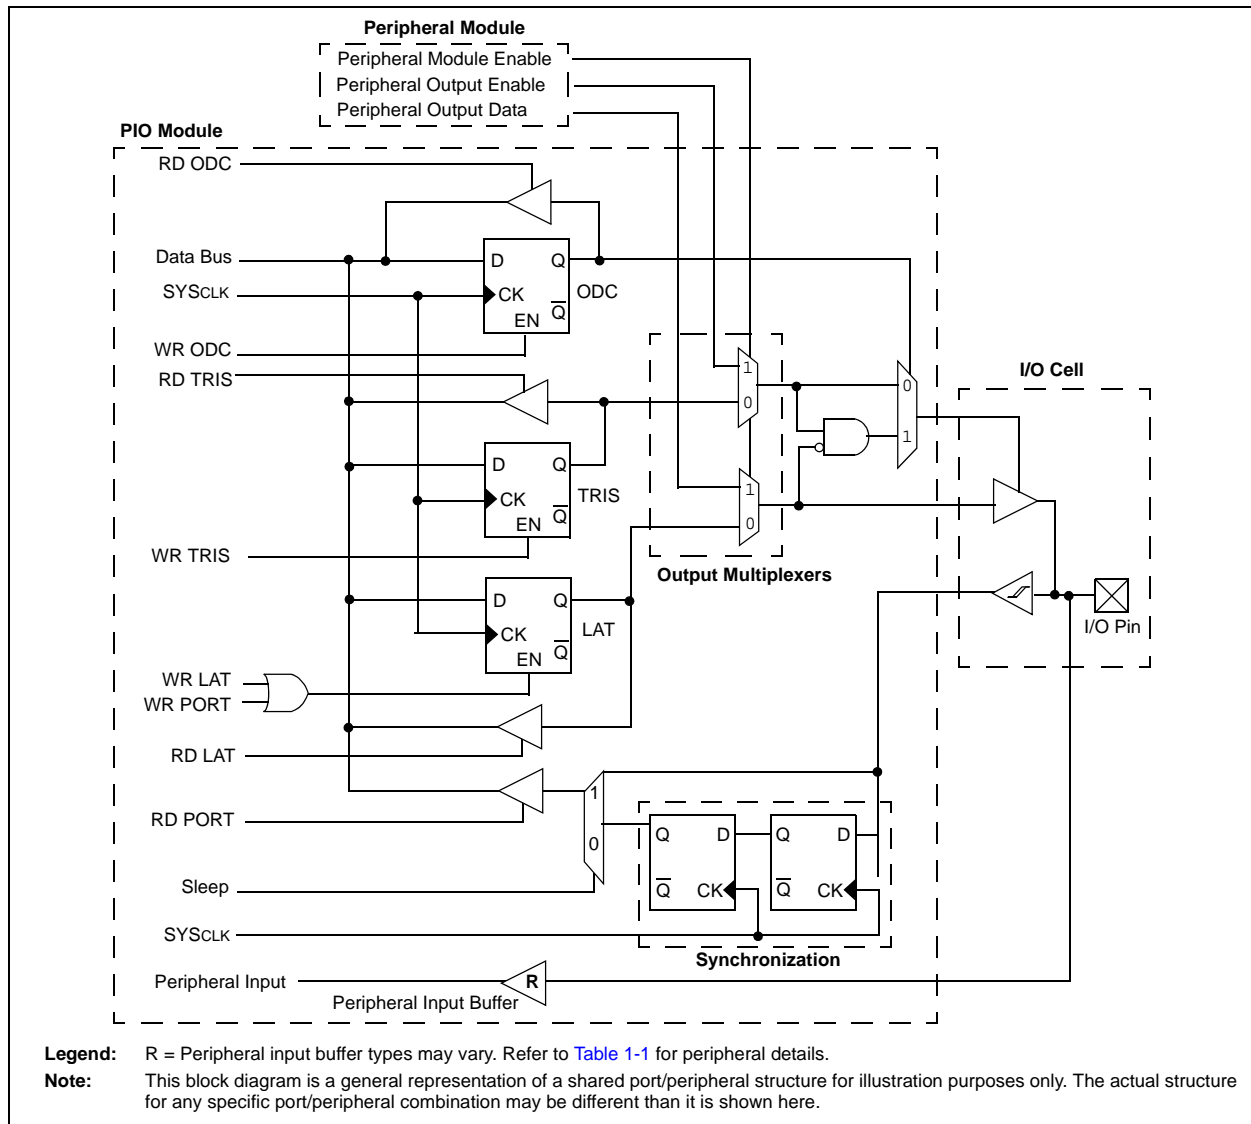 Peripheral Module
Peripheral Module Enable
Peripheral Output Enable
Peripheral Output Data
PIO Module
RD ODC
Data Bus
D Q
ODC
SYSCLK
CK
Q
EN
WR ODC
RD TRIS
1
0
I/O Cell
0
1
D Q
TRIS
CK
Q
EN
1
0
WR TRIS
Output Multiplexers
D Q
LAT
CK
Q
EN
I/O Pin
WR LAT
WR PORT
RD LAT
1
0
RD PORT
Q D Q D
Sleep
Q CK Q CK
SYSCLK
Synchronization
Peripheral Input
R
Peripheral Input Buffer
Legend: R = Peripheral input buffer types may vary. Refer to Table 1-1 for peripheral details.
Note: This block diagram is a general representation of a shared port/peripheral structure for illustration purposes only. The actual structure
for any specific port/peripheral combination may be different than it is shown here.